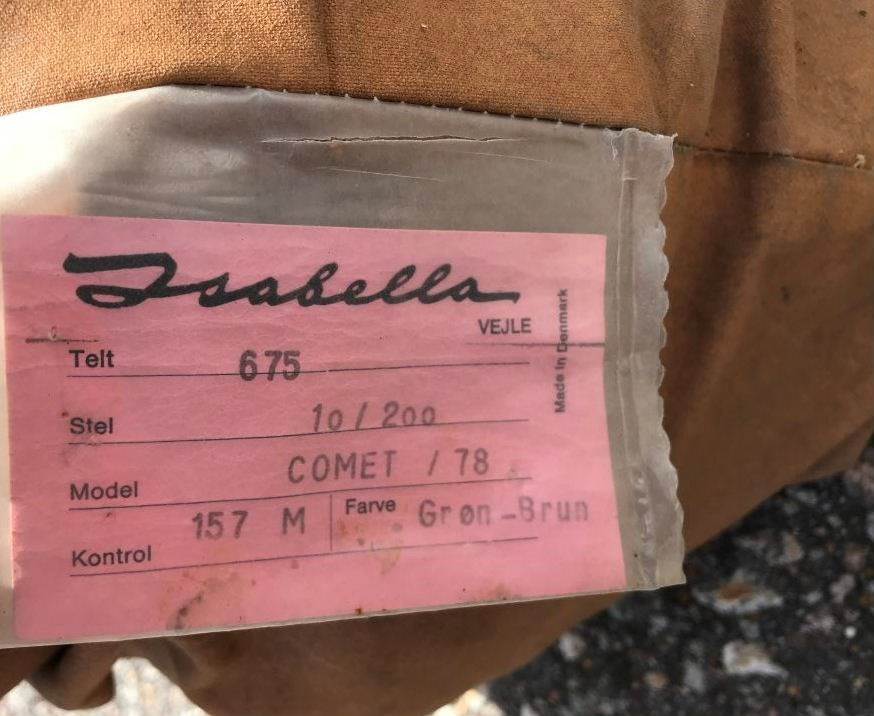 Isabella
VEJLE
Made in Denmark
Telt 675
Stel 10/200
Model COMET /78
Kontrol 157 M Farve Grøn-Brun